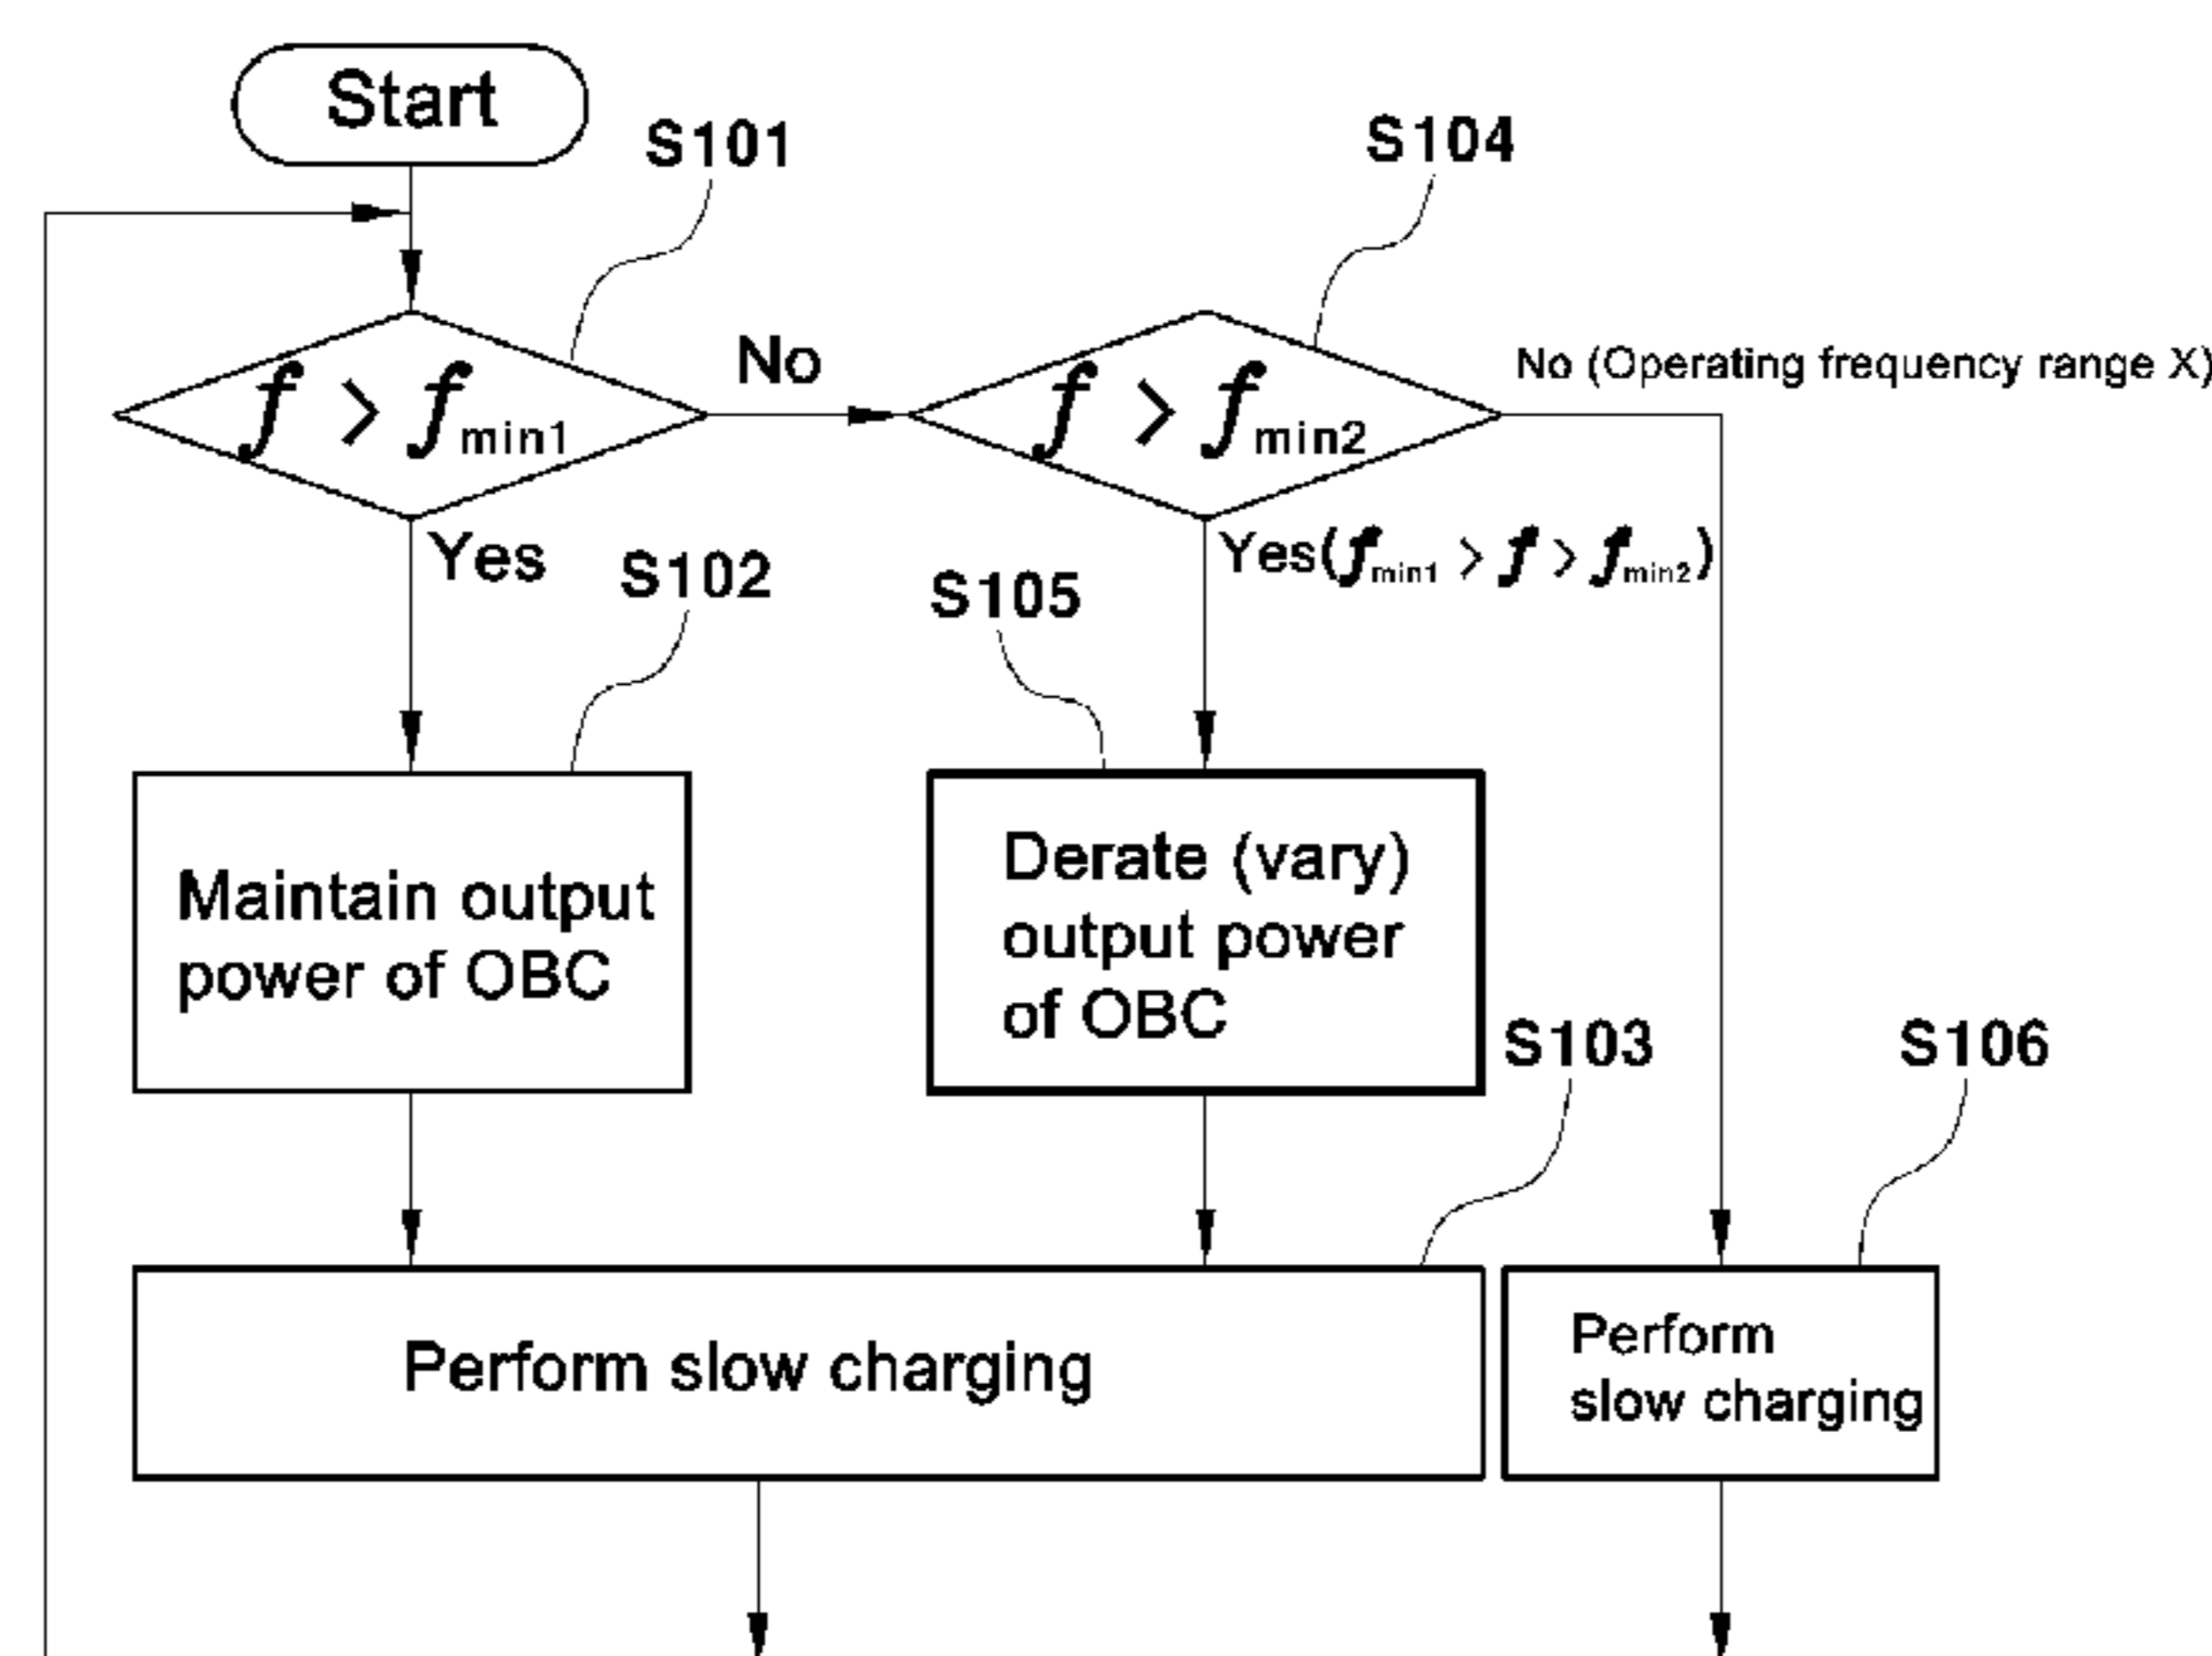 Start
S101
S104
f > fmin1
No
f > fmin2
No (Operating frequency range X)
Yes
Yes(fmin1 > f > fmin2)
S102
S105
Maintain output
power of OBC
Derate (vary)
output power
of OBC
S103
S106
Perform slow charging
Perform
slow charging